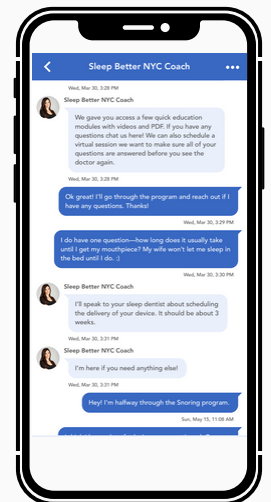 Sleep Better NYC Coach
Wed, Mar 30, 3:28 PM
Sleep Better NYC Coach
We gave you access a few quick education
modules with videos and PDF. If you have any
questions chat us here! We can also schedule a
virtual session we want to make sure all of your
questions are answered before you see the
doctor again.
Wed, Mar 30, 3:28 PM
Ok great! I'll go through the program and reach out if I
have any questions. Thanks!
Wed, Mar 30, 3:29 PM
I do have one question—how long does it usually take
until I get my mouthpiece? My wife won't let me sleep in
the bed until I do. :)
Wed, Mar 30, 3:30 PM
Sleep Better NYC Coach
I'll speak to your sleep dentist about scheduling
the delivery of your device. It should be about 3
weeks.
Wed, Mar 30, 3:31 PM
Sleep Better NYC Coach
I'm here if you need anything else!
Wed, Mar 30, 3:31 PM
Hey! I'm halfway through the Snoring program.
Sun, May 15, 11:08 AM